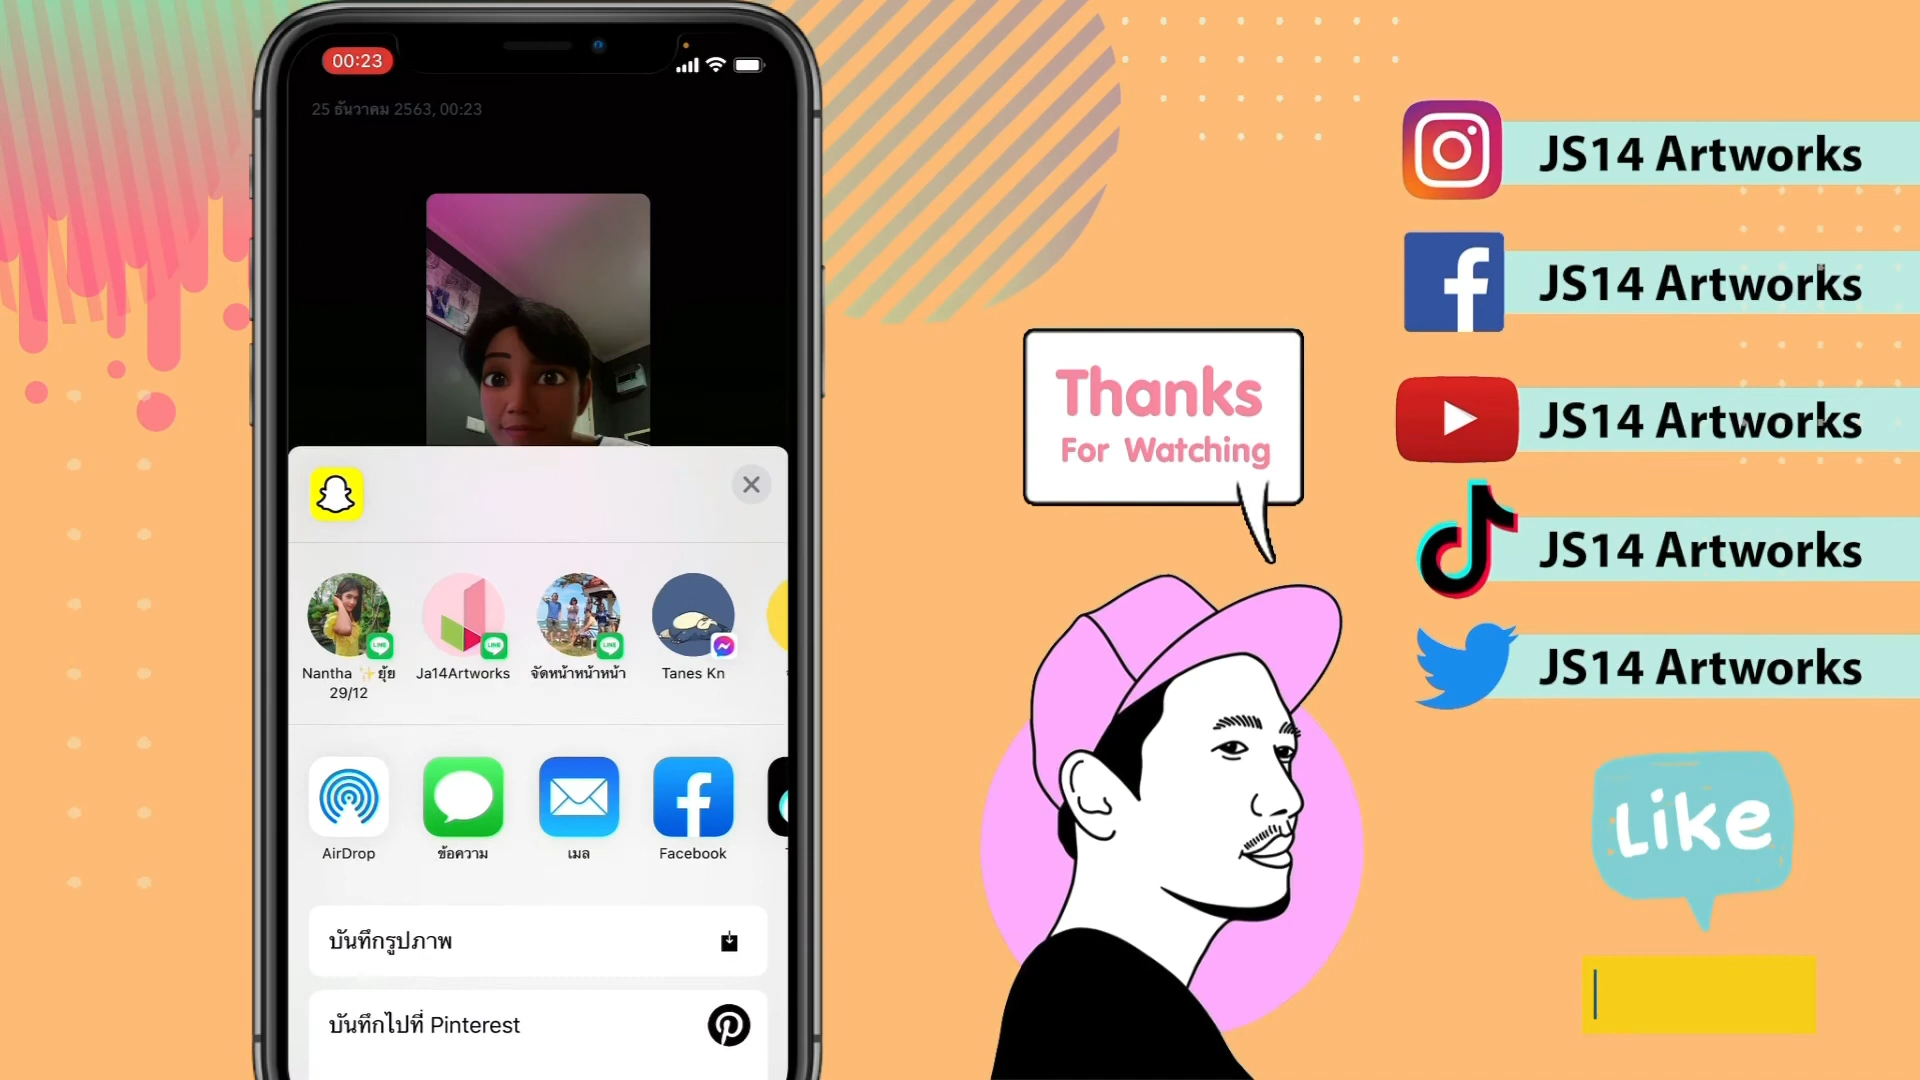 00:23
25 ธันวาคม 2563, 00:23
Nantha ✨ยุ้ย
29/12
Ja14Artworks
จัดหน้าหน้าหน้า
Tanes Kn
LINE
LINE
LINE
AirDrop
ข้อความ
เมล
Facebook
บันทึกรูปภาพ
บันทึกไปที่ Pinterest
Thanks
For Watching
JS14 Artworks
JS14 Artworks
JS14 Artworks
JS14 Artworks
JS14 Artworks
Like